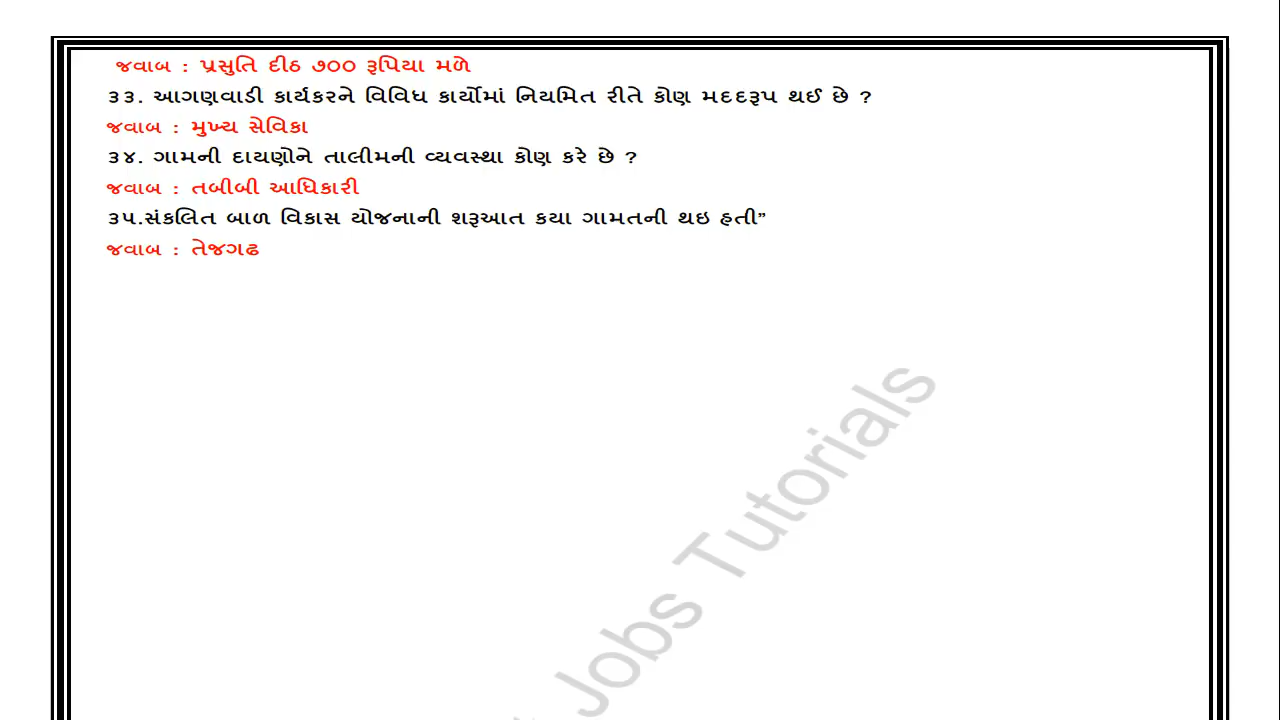 જવાબ : પ્રસુતિ દીઠ ૭૦૦ રૂપિયા મળે
૩૩. આગણવાડી કાર્યકરને વિવિધ કાર્યોમાં નિયમિત રીતે કોણ મદદરૂપ થઈ છે ?
જવાબ : મુખ્ય સેવિકા
૩૪. ગામની દાયણોને તાલીમની વ્યવસ્થા કોણ કરે છે ?
જવાબ : તબીબી આધિકારી
૩૫.સંકલિત બાળ વિકાસ યોજનાની શરૂઆત કયા ગામતની થઇ હતી”
જવાબ : તેજગઢ
Jobs Tutorials